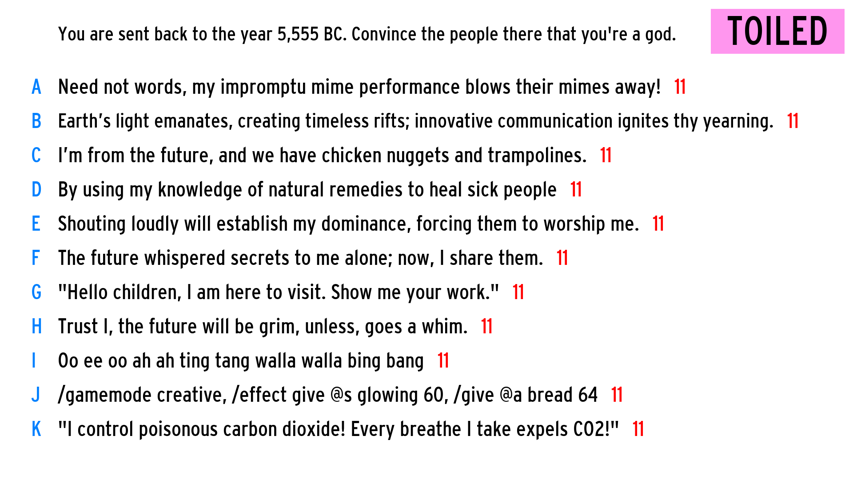 You are sent back to the year 5,555 BC. Convince the people there that you're a god.
TOILED
A Need not words, my impromptu mime performance blows their mimes away! 11
B Earth’s light emanates, creating timeless rifts; innovative communication ignites thy yearning. 11
C I’m from the future, and we have chicken nuggets and trampolines. 11
D By using my knowledge of natural remedies to heal sick people 11
E Shouting loudly will establish my dominance, forcing them to worship me. 11
F The future whispered secrets to me alone; now, I share them. 11
G "Hello children, I am here to visit. Show me your work." 11
H Trust I, the future will be grim, unless, goes a whim. 11
I Oo ee oo ah ah ting tang walla walla bing bang 11
J /gamemode creative, /effect give @s glowing 60, /give @a bread 64 11
K "I control poisonous carbon dioxide! Every breathe I take expels CO2!" 11